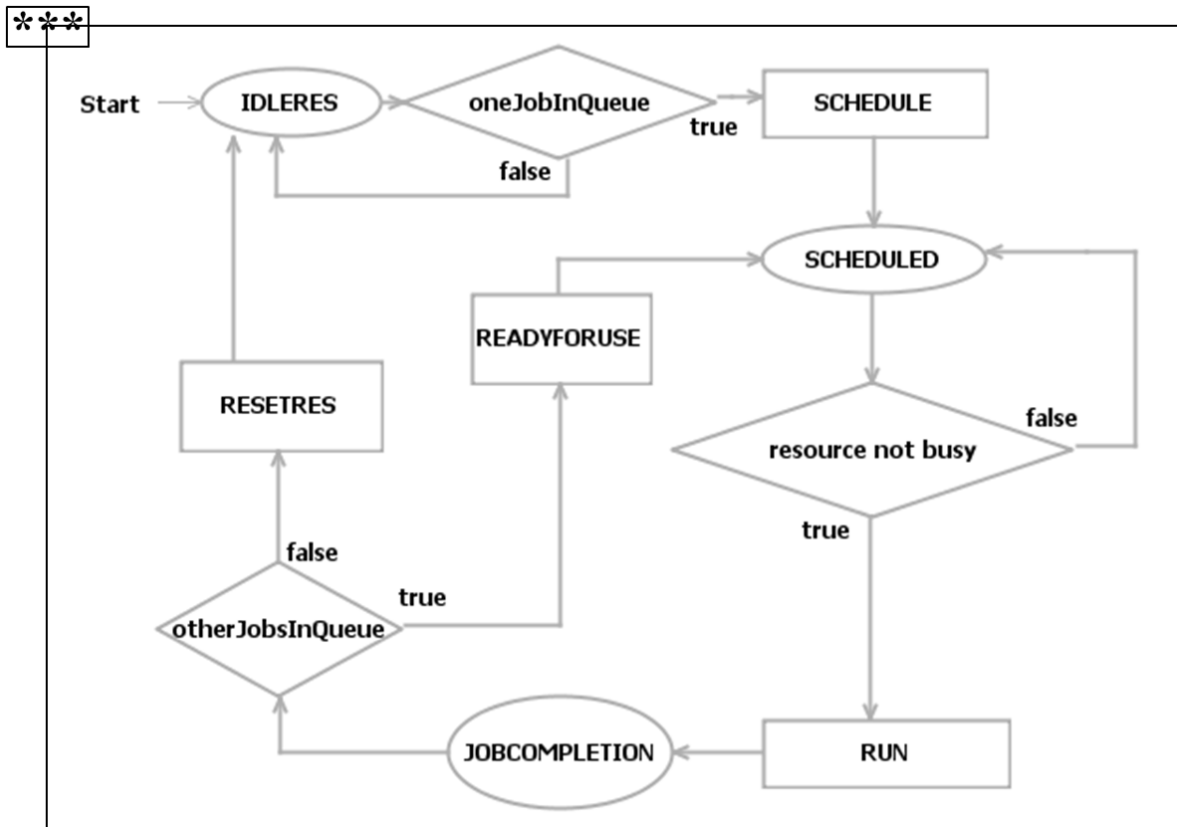 ***
Start
IDLERES
oneJobInQueue
true
SCHEDULE
false
SCHEDULED
READYFORUSE
RESETRES
false
resource not busy
true
false
true
otherJobsInQueue
JOBCOMPLETION
RUN